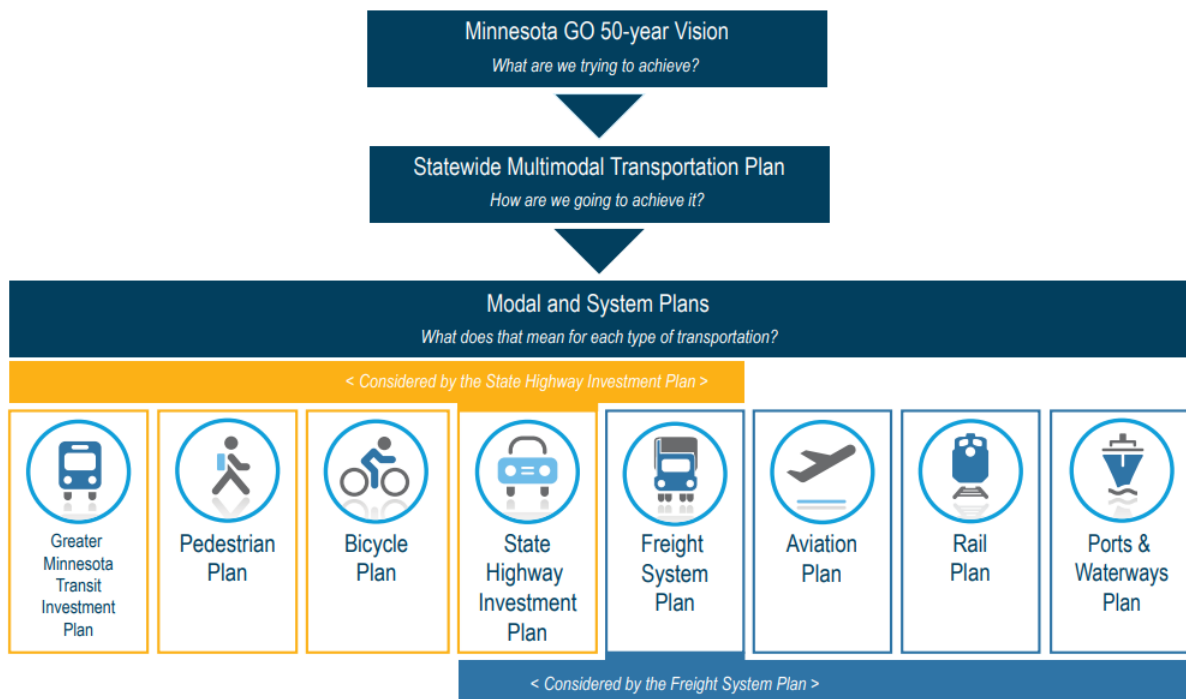 Minnesota GO 50-year Vision
What are we trying to achieve?
Statewide Multimodal Transportation Plan
How are we going to achieve it?
Modal and System Plans
What does that mean for each type of transportation?
< Considered by the State Highway Investment Plan >
Greater
Minnesota
Transit
Investment
Plan
Pedestrian
Plan
Bicycle
Plan
State
Highway
Investment
Plan
Freight
System
Plan
Aviation
Plan
Rail
Plan
Ports &
Waterways
Plan
< Considered by the Freight System Plan >